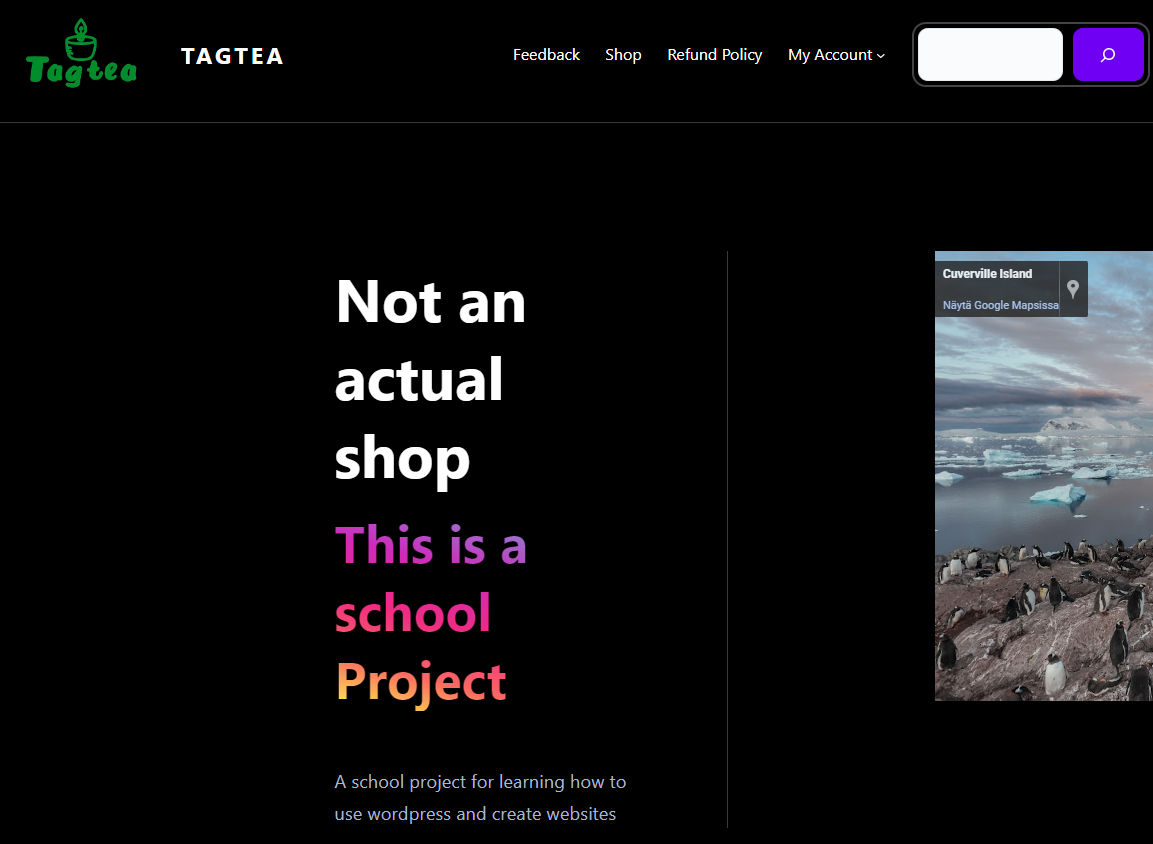 Tagtea
TAGTEA
Feedback
Shop
Refund Policy
My Account
Not an
actual
shop
This is a
school
Project
A school project for learning how to
use wordpress and create websites
Cuverville Island
Näytä Google Mapsissa